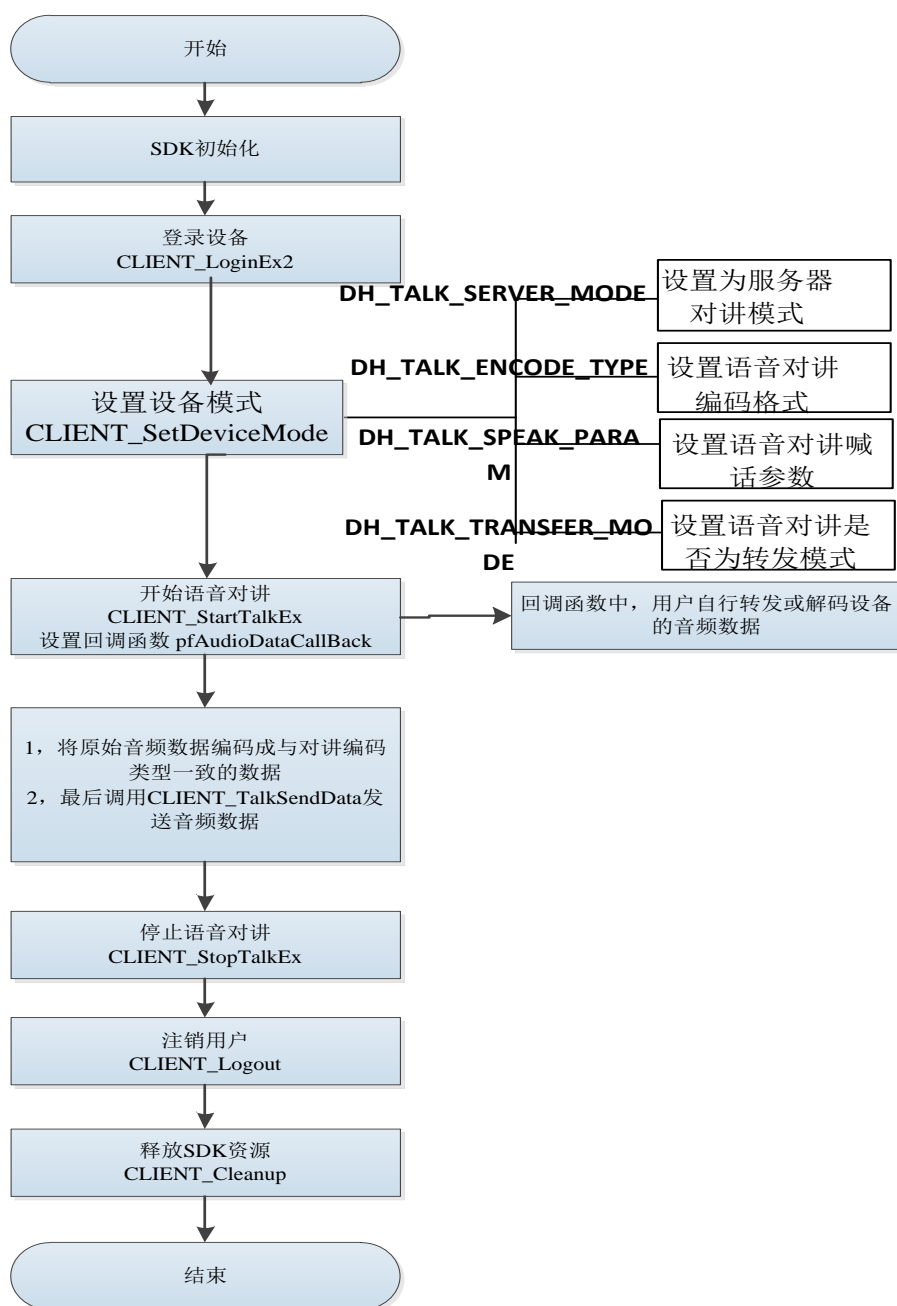 开始
SDK初始化
登录设备
CLIENT_LoginEx2
DH_TALK_SERVER_MODE
设置为服务器
对讲模式
DH_TALK_ENCODE_TYPE
设置语音对讲
编码格式
设置设备模式
CLIENT_SetDeviceMode
DH_TALK_SPEAK_PARA
M
设置语音对讲喊
话参数
DH_TALK_TRANSFER_MO
DE
设置语音对讲是
否为转发模式
开始语音对讲
CLIENT_StartTalkEx
设置回调函数 pfAudioDataCallBack
回调函数中，用户自行转发或解码设备
的音频数据
1，将原始音频数据编码成与对讲编码
类型一致的数据
2，最后调用CLIENT_TalkSendData发
送音频数据
停止语音对讲
CLIENT_StopTalkEx
注销用户
CLIENT_Logout
释放SDK资源
CLIENT_Cleanup
结束